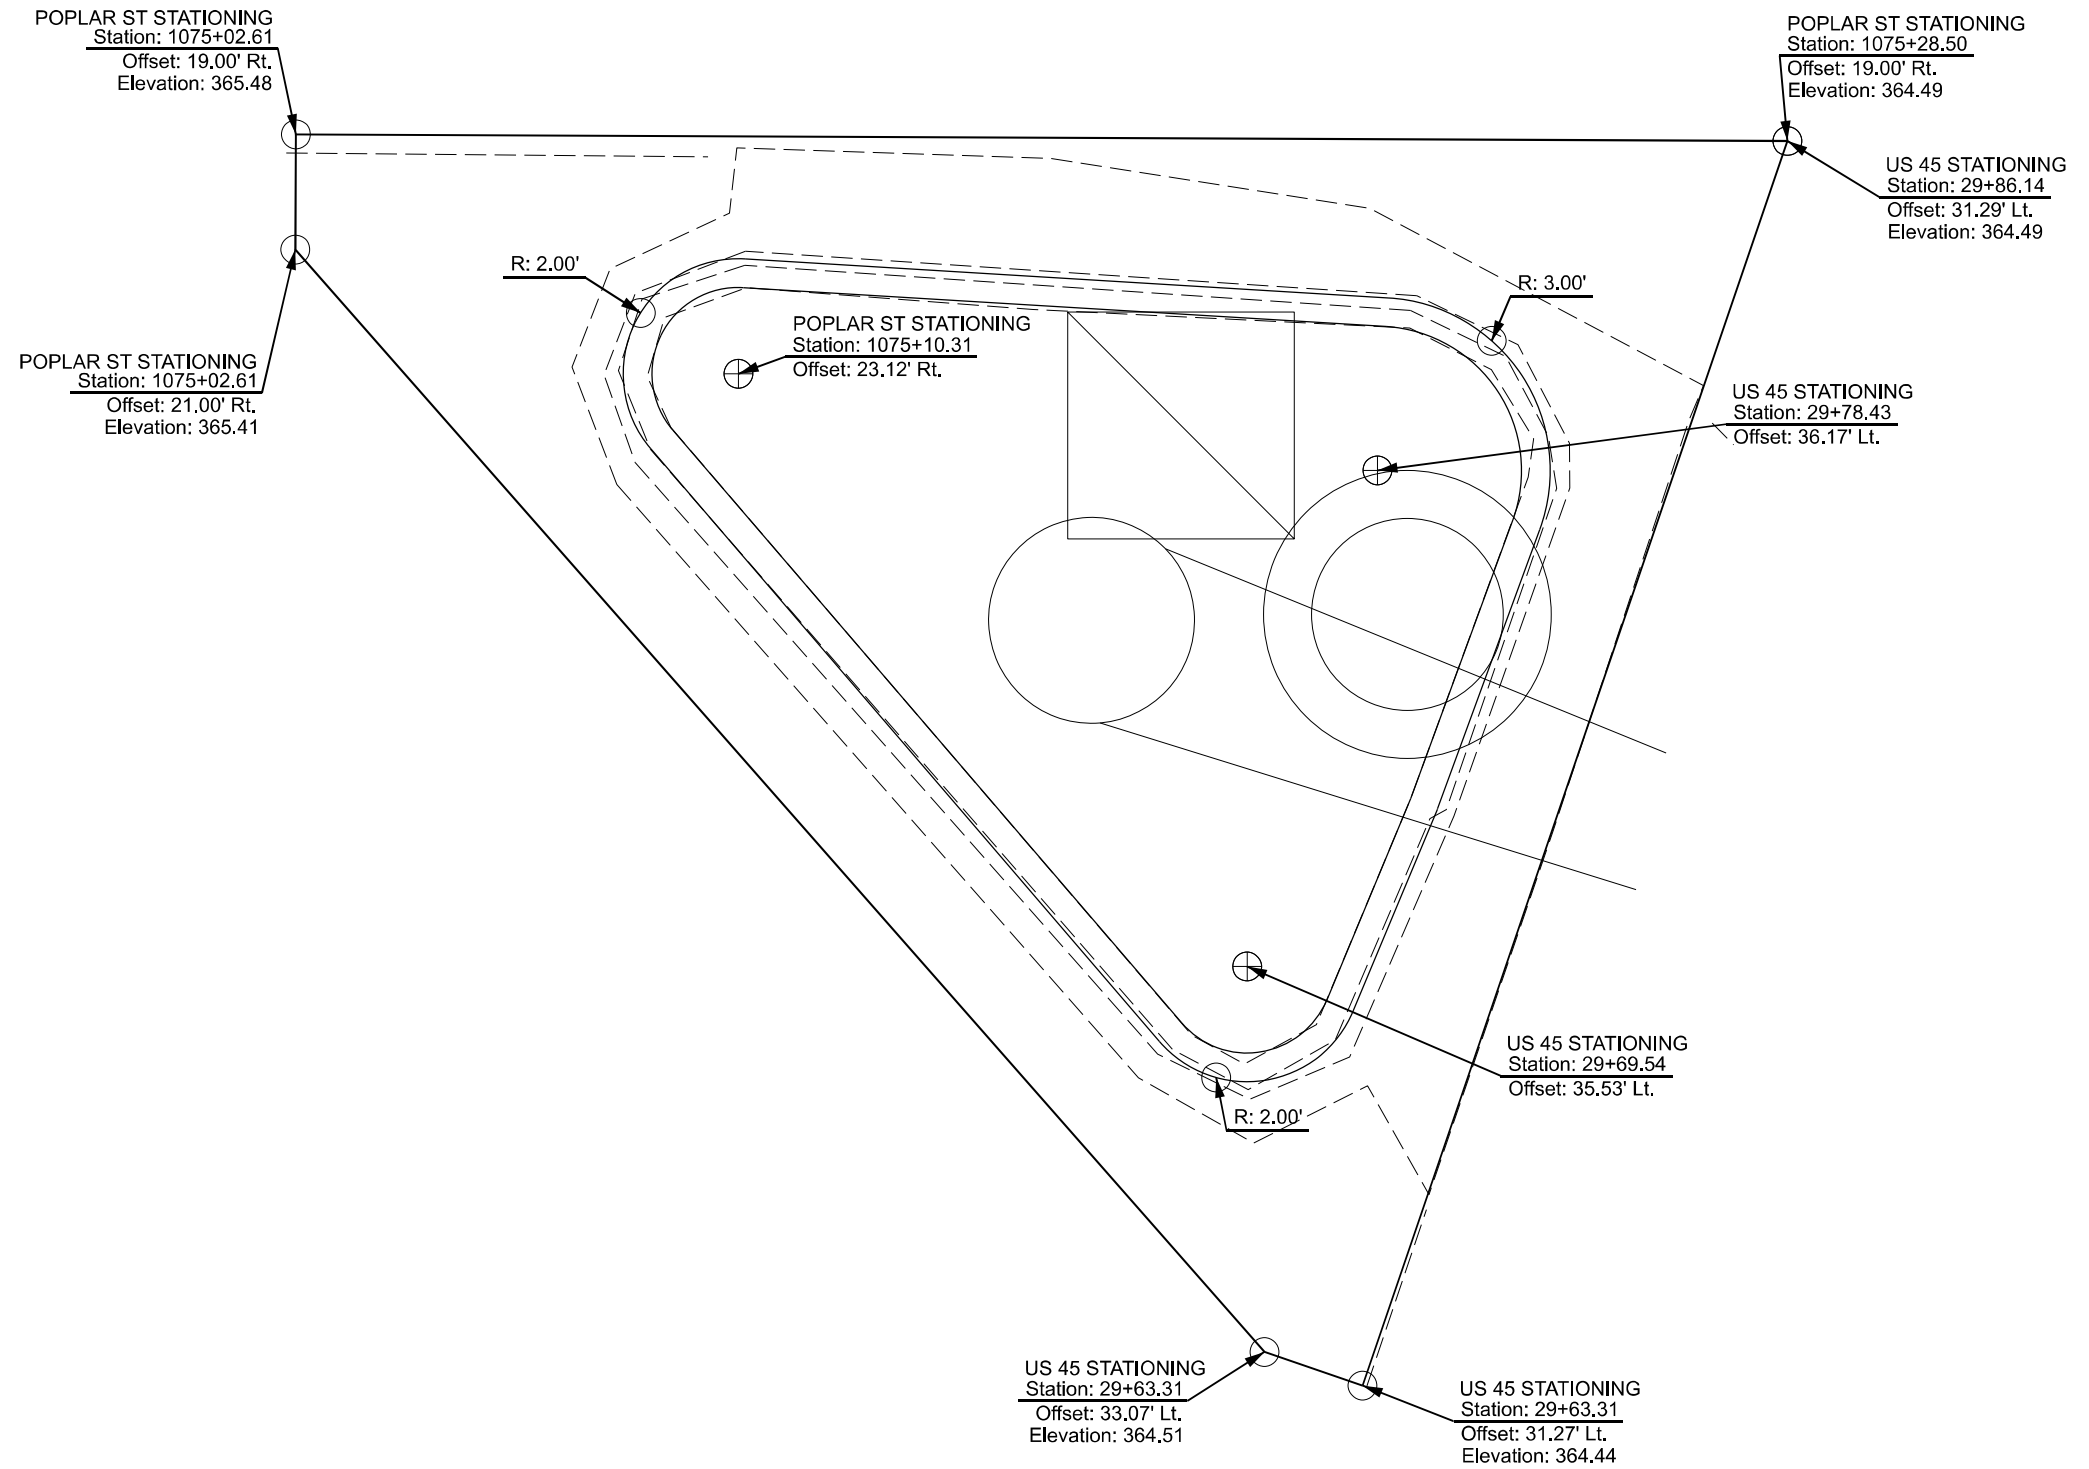 POPLAR ST STATIONING
Station: 1075+02.61
Offset: 19.00' Rt.
Elevation: 365.48
POPLAR ST STATIONING
Station: 1075+28.50
Offset: 19.00' Rt.
Elevation: 364.49
US 45 STATIONING
Station: 29+86.14
Offset: 31.29' Lt.
Elevation: 364.49
R: 2.00'
R: 3.00'
POPLAR ST STATIONING
Station: 1075+10.31
Offset: 23.12' Rt.
POPLAR ST STATIONING
Station: 1075+02.61
Offset: 21.00' Rt.
Elevation: 365.41
US 45 STATIONING
Station: 29+78.43
Offset: 36.17' Lt.
US 45 STATIONING
Station: 29+69.54
Offset: 35.53' Lt.
R: 2.00'
US 45 STATIONING
Station: 29+63.31
Offset: 33.07' Lt.
Elevation: 364.51
US 45 STATIONING
Station: 29+63.31
Offset: 31.27' Lt.
Elevation: 364.44